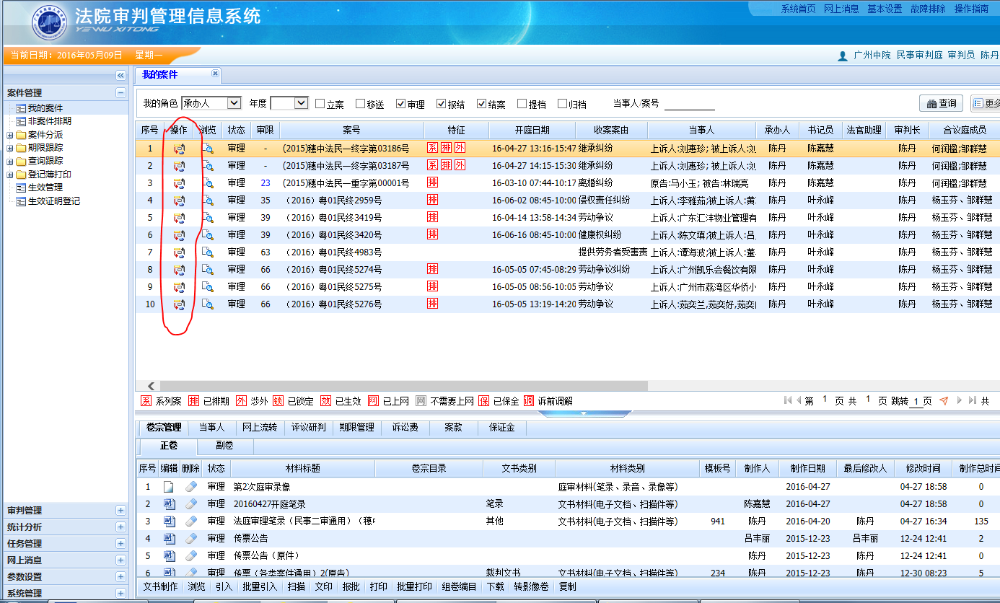 法院审判管理信息系统
YEWU XITONG
系统首页 网上消息 基本设置 故障排除 操作指南
当前日期：2016年05月09日 星期一
广州中院 民事审判庭 审判员 陈丹
我的案件
案件管理
我的案件
非案件排期
案件分派
期限跟踪
查询跟踪
登记薄打印
生效管理
生效证明登记
审判管理
统计分析
任务管理
网上消息
参数设置
系统管理
我的角色 承办人 年度 立案 移送 审理 报结 结案 提档 归档 当事人/案号 查询 更多
序号 操作 浏览 状态 审限 案号 特征 开庭日期 收案案由 当事人 承办人 书记员 法官助理 审判长 合议庭成员
1 审理 - (2015)穗中法民一终字第03186号 系 排 外 16-04-27 13:16-15:47 继承纠纷 上诉人:刘惠珍; 被上诉人:刘 陈丹 陈嘉慧 陈丹 何润楹;邹群慧
2 审理 - (2015)穗中法民一终字第03187号 系 排 外 16-04-27 14:15-15:30 继承纠纷 上诉人:刘惠珍; 被上诉人:刘 陈丹 陈嘉慧 陈丹 何润楹;邹群慧
3 审理 23 (2015)穗中法民一重字第00001号 排 16-03-10 07:44-10:17 离婚纠纷 原告:马小玉; 被告:林瑞亮 陈丹 陈嘉慧 陈丹 何润楹;邹群慧
4 审理 35 （2016）粤01民终2959号 排 16-06-02 08:45-10:00 侵权责任纠纷 上诉人:李雅茹;被上诉人:黄 陈丹 叶永峰 陈丹 杨玉芬、邹群慧
5 审理 39 （2016）粤01民终3419号 排 16-04-14 13:58-14:34 劳动争议 上诉人:广东汇沣物业管理有 陈丹 叶永峰 陈丹 杨玉芬、邹群慧
6 审理 39 （2016）粤01民终3420号 排 16-06-16 08:45-10:00 健康权纠纷 上诉人:陈文填;被上诉人:吕 陈丹 叶永峰 陈丹 杨玉芬、邹群慧
7 审理 63 （2016）粤01民终4983号 提供劳务者受害责 上诉人:谭海波;被上诉人:董 陈丹 叶永峰 陈丹 杨玉芬、邹群慧
8 审理 66 （2016）粤01民终5274号 排 16-05-05 07:45-08:29 劳动争议纠纷 上诉人:广州凯乐会餐饮有限 陈丹 叶永峰 陈丹 杨玉芬、邹群慧
9 审理 66 （2016）粤01民终5275号 排 16-05-05 08:56-10:05 劳动争议 上诉人:广州市荔湾区华侨小 陈丹 叶永峰 陈丹 杨玉芬、邹群慧
10 审理 66 （2016）粤01民终5276号 排 16-05-05 13:19-14:20 劳动争议 上诉人:茹奕兰,茹奕好,茹奕 陈丹 叶永峰 陈丹 杨玉芬、邹群慧
系 系列案 排 已排期 外 涉外 锁 已锁定 效 已生效 网 已上网 网 不需要上网 保 已保全 调 诉前调解 第 1 页 共 1 页 跳转 1 页 共
卷宗管理 当事人 网上流转 评议研判 期限管理 诉讼费 案款 保证金
正卷 副卷
序号 编辑 删除 状态 材料标题 卷宗目录 文书类别 材料类别 模板号 制作人 制作日期 最后修改人 修改时间 制作总时间
1 审理 第2次庭审录像 庭审材料(笔录、录音、录像等) 2016-04-27 04-27 18:58 0
2 审理 20160427开庭笔录 笔录 文书材料(电子文档、扫描件等) 陈嘉慧 2016-04-27 04-27 18:58 0
3 审理 法庭审理笔录（民事二审通用）（穗中 其他 文书材料(电子文档、扫描件等) 941 陈丹 2016-04-20 陈丹 04-27 16:34 135
4 审理 传票公告 吕丰丽 2015-12-23 吕丰丽 12-24 12:41 2
5 审理 传票公告（原件） 陈丹 2015-12-23 陈丹 12-24 12:41 0
6 审理 传票（各类案件通用）2(原告) 裁判文书 文书材料(电子文档、扫描件等) 234 陈丹 2015-12-23 陈丹 12-30 08:23 5
文书制作 浏览 引入 批量引入 扫描 文印 报批 打印 批量打印 组卷编目 下载 转影像卷 复制